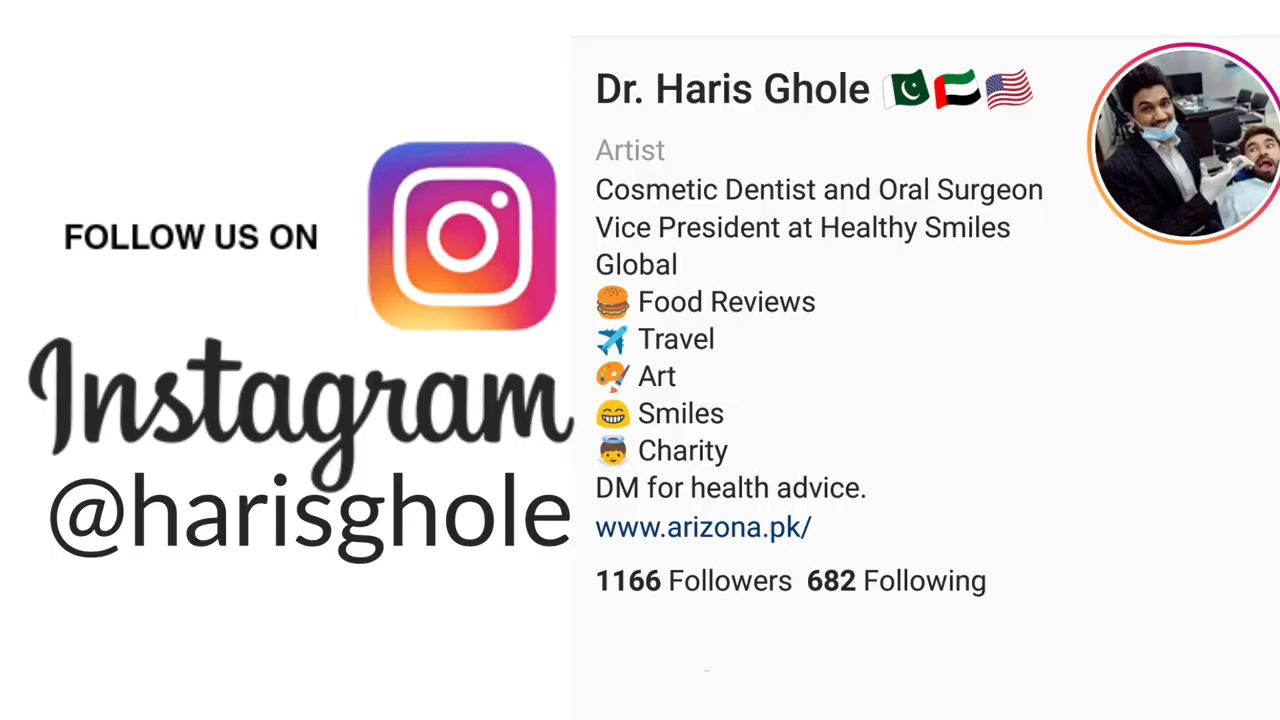 FOLLOW US ON
Instagram
@harisghole
Dr. Haris Ghole 🇵🇰🇦🇪🇺🇸
Artist
Cosmetic Dentist and Oral Surgeon
Vice President at Healthy Smiles
Global
🍔 Food Reviews
✈️ Travel
🎨 Art
😁 Smiles
👼 Charity
DM for health advice.
www.arizona.pk/
1166 Followers 682 Following